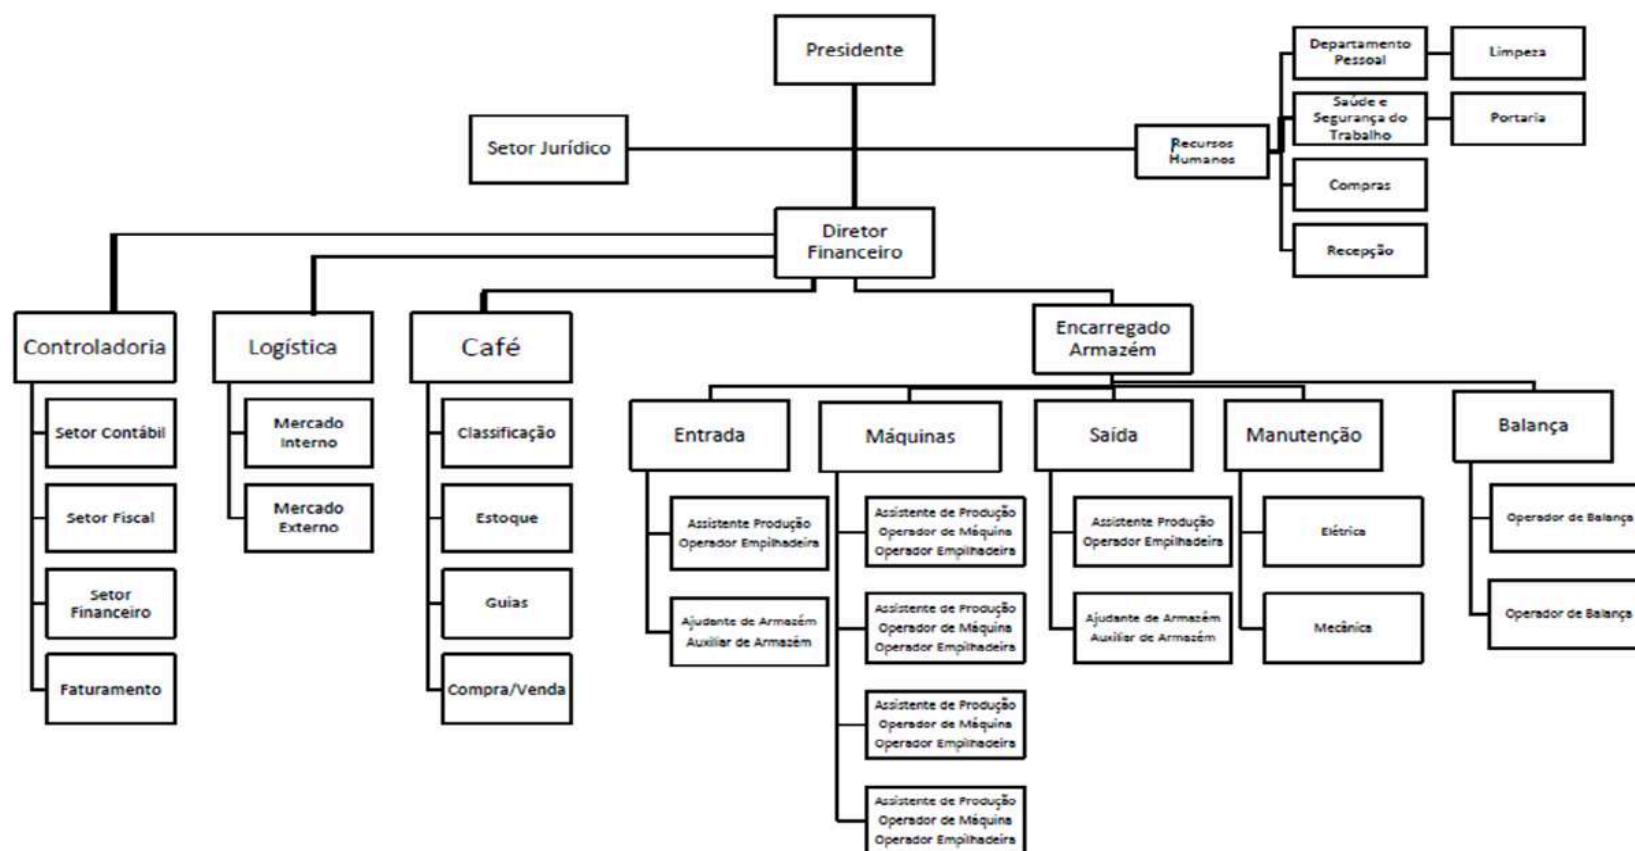 Presidente
Departamento
Pessoal
Limpeza
Saúde e
Segurança do
Trabalho
Portaria
Setor Jurídico
Recursos
Humanos
Compras
Recepção
Diretor
Financeiro
Controladoria
Logística
Café
Encarregado
Armazém
Setor Contábil
Setor Fiscal
Setor
Financeiro
Faturamento
Mercado
Interno
Mercado
Externo
Classificação
Estoque
Guias
Compra/Venda
Entrada
Assistente Produção
Operador Empilhadeira
Ajudante de Armazém
Auxiliar de Armazém
Máquinas
Assistente de Produção
Operador de Máquina
Operador Empilhadeira
Assistente de Produção
Operador de Máquina
Operador Empilhadeira
Assistente de Produção
Operador de Máquina
Operador Empilhadeira
Assistente de Produção
Operador de Máquina
Operador Empilhadeira
Saída
Assistente Produção
Operador Empilhadeira
Ajudante de Armazém
Auxiliar de Armazém
Manutenção
Elétrica
Mecânica
Balança
Operador de Balança
Operador de Balança